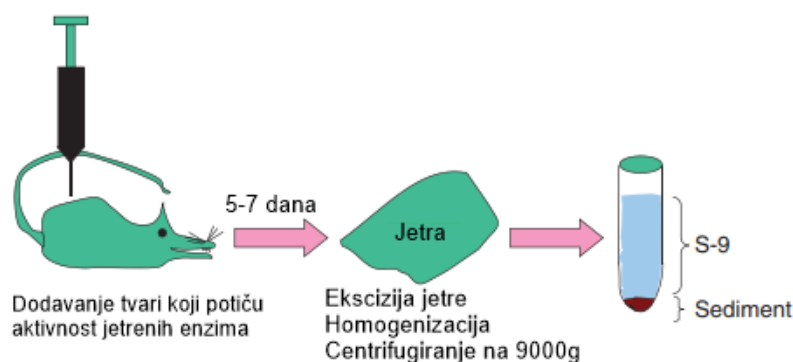 5-7 dana
Jetra
S-9
Sediment
Dodavanje tvari koji potiču
aktivnost jetrenih enzima
Ekscizija jetre
Homogenizacija
Centrifugiranje na 9000g